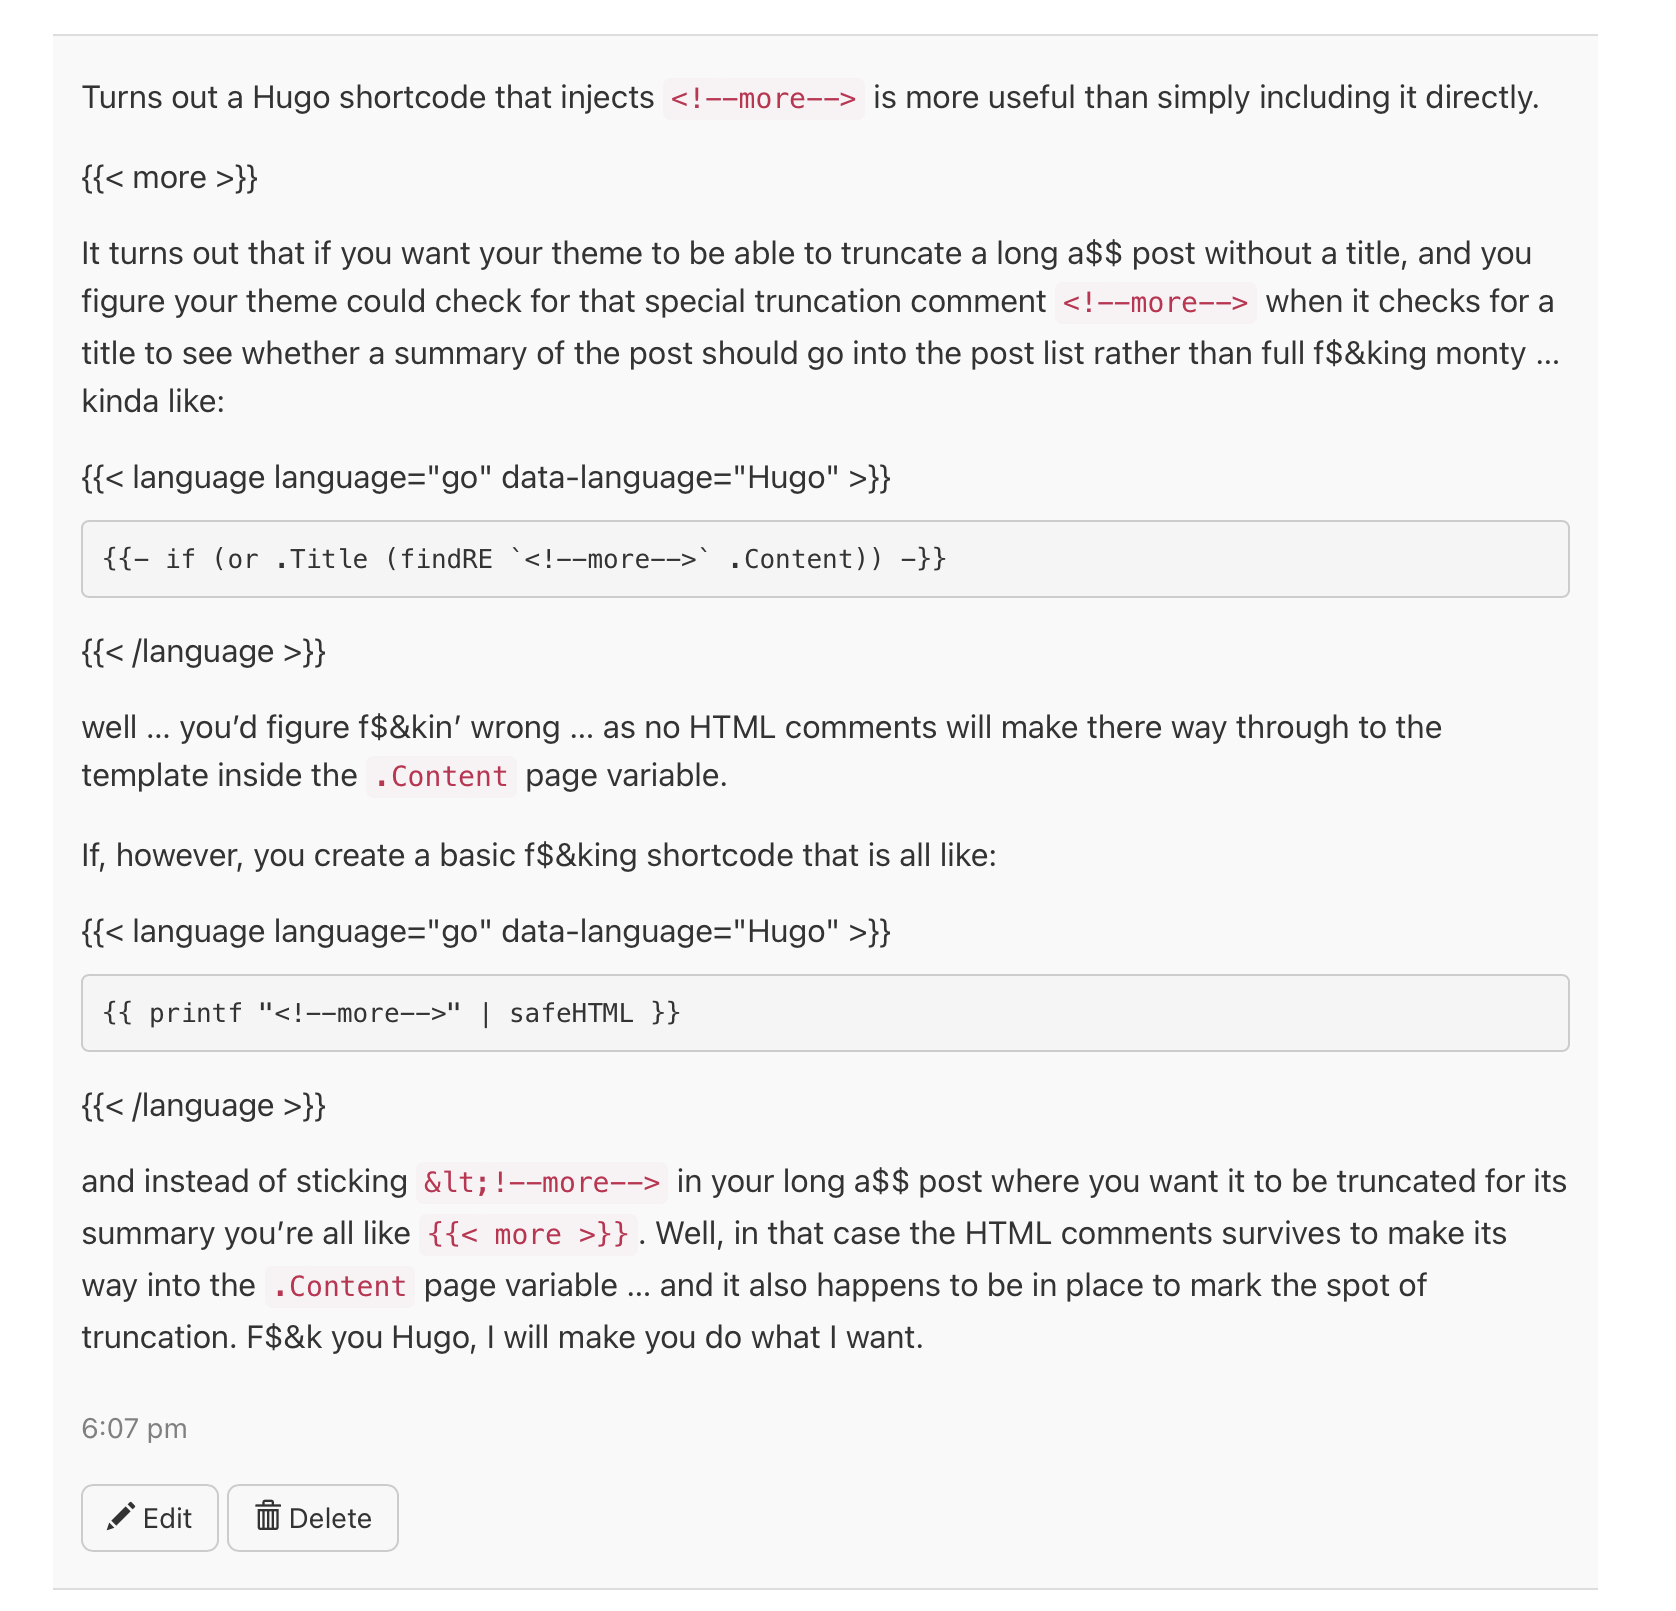 Turns out a Hugo shortcode that injects <!--more--> is more useful than simply including it directly.
{{< more >}}
It turns out that if you want your theme to be able to truncate a long a$$ post without a title, and you
figure your theme could check for that special truncation comment <!--more--> when it checks for a
title to see whether a summary of the post should go into the post list rather than full f$&king monty ...
kinda like:
{{< language language="go" data-language="Hugo" >}}
{{- if (or .Title (findRE `<!--more-->` .Content)) -}}
{{< /language >}}
well ... you’d figure f$&kin’ wrong ... as no HTML comments will make there way through to the
template inside the .Content page variable.
If, however, you create a basic f$&king shortcode that is all like:
{{< language language="go" data-language="Hugo" >}}
{{ printf "<!--more-->" | safeHTML }}
{{< /language >}}
and instead of sticking &lt;!--more--> in your long a$$ post where you want it to be truncated for its
summary you’re all like {{< more >}}. Well, in that case the HTML comments survives to make its
way into the .Content page variable ... and it also happens to be in place to mark the spot of
truncation. F$&k you Hugo, I will make you do what I want.
6:07 pm
Edit Delete